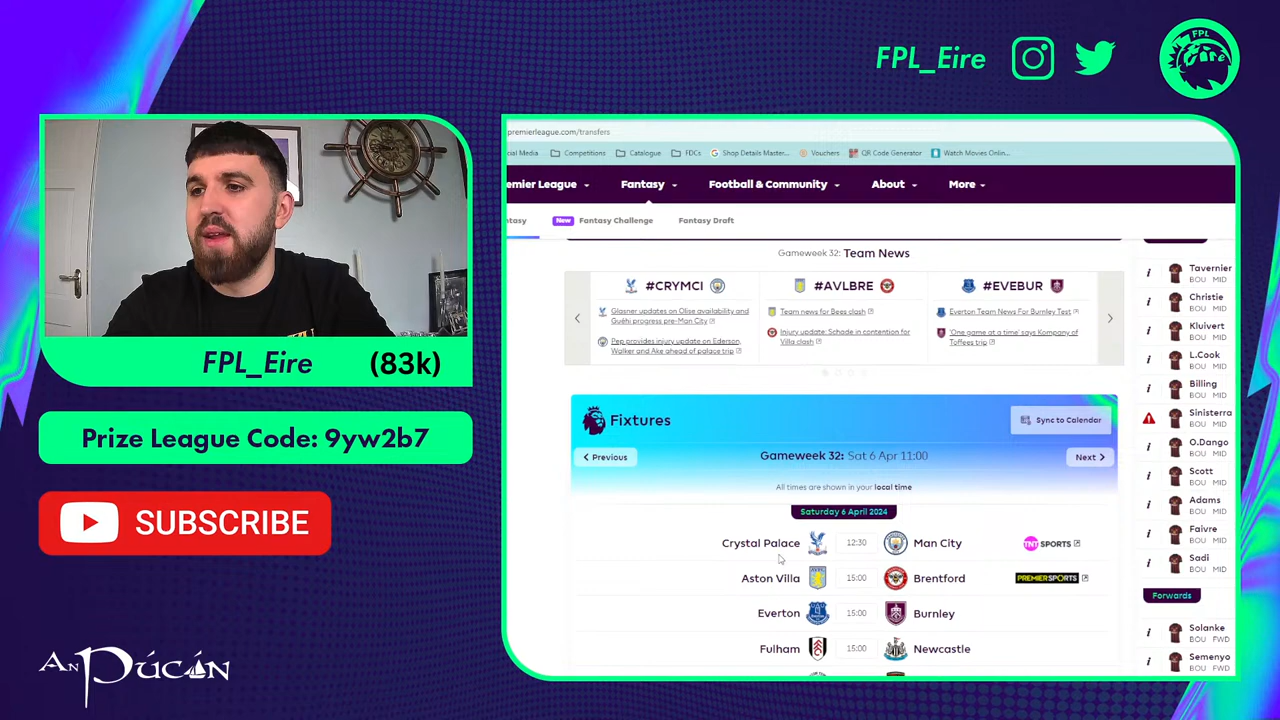 FPL_Eire
FPL
Eire
FPL_Eire (83k)
Prize League Code: 9yw2b7
SUBSCRIBE
An Púcán
premierleague.com/transfers
cial Media Competitions Catalogue FDCs Shop Details Master... Vouchers QR Code Generator Watch Movies Onlin...
emier League Fantasy Football & Community About More
ntasy New Fantasy Challenge Fantasy Draft
Gameweek 32: Team News
#CRYMCI
Glasner updates on Olise availability and
Guéhi progress pre-Man City
Pep provides injury update on Ederson,
Walker and Ake ahead of palace trip
#AVLBRE
Team news for Bees clash
Injury update: Schade in contention for
Villa clash
#EVEBUR
Everton Team News For Burnley Test
'One game at a time' says Kompany of
Toffees trip
Fixtures
Sync to Calendar
Previous
Gameweek 32: Sat 6 Apr 11:00
Next
All times are shown in your local time
Saturday 6 April 2024
Crystal Palace 12:30 Man City TNT SPORTS
Aston Villa 15:00 Brentford PREMIERSPORTS
Everton 15:00 Burnley
Fulham 15:00 Newcastle
Tavernier
BOU MID
Christie
BOU MID
Kluivert
BOU MID
L.Cook
BOU MID
Billing
BOU MID
Sinisterra
BOU MID
O.Dango
BOU MID
Scott
BOU MID
Adams
BOU MID
Faivre
BOU MID
Sadi
BOU MID
Forwards
Solanke
BOU FWD
Semenyo
BOU FWD